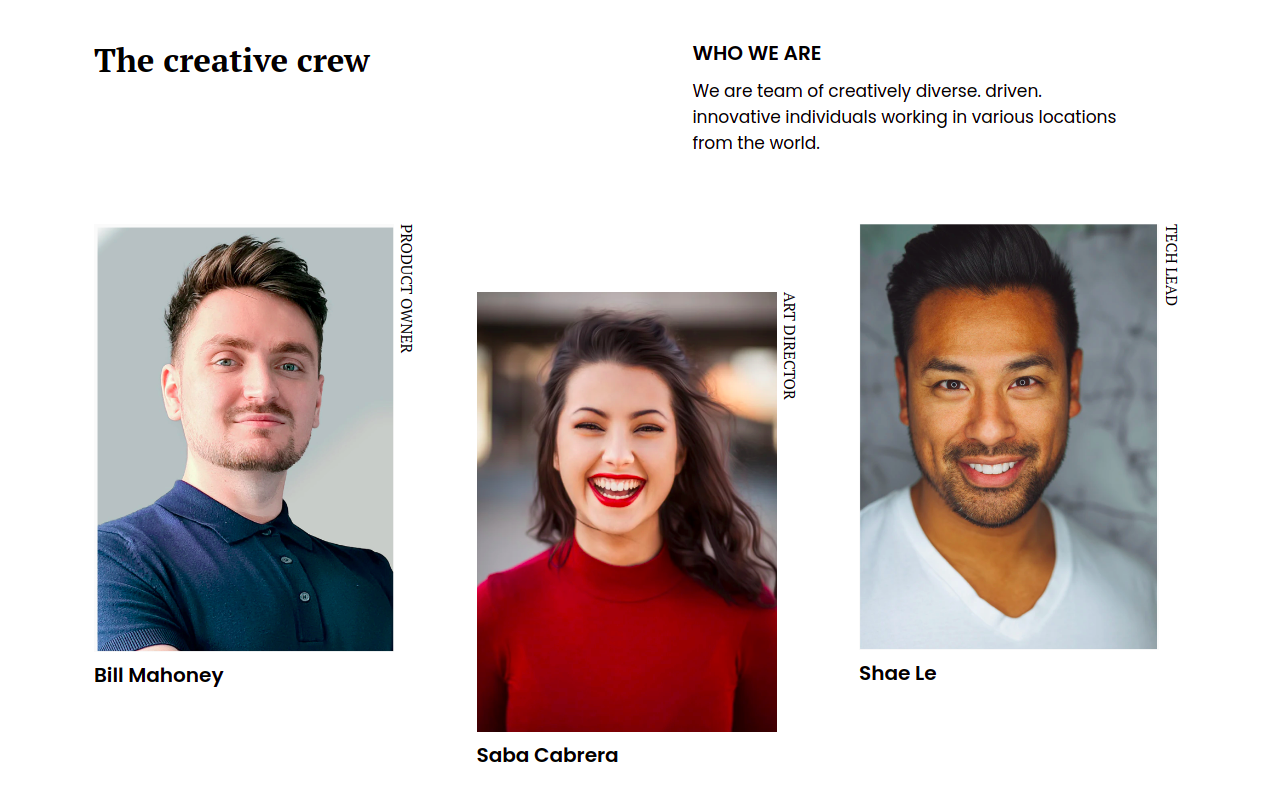 The creative crew
WHO WE ARE
We are team of creatively diverse. driven.
innovative individuals working in various locations
from the world.
PRODUCT OWNER
Bill Mahoney
ART DIRECTOR
Saba Cabrera
TECH LEAD
Shae Le